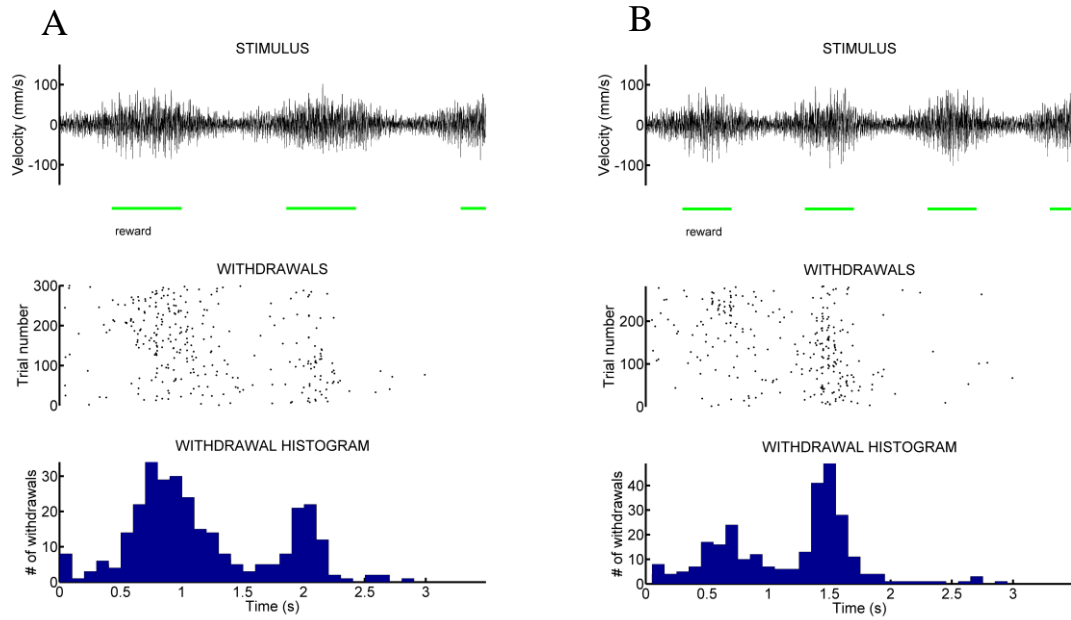 A
STIMULUS
Velocity (mm/s)
100
0
-100
reward
WITHDRAWALS
Trial number
300
200
100
0
WITHDRAWAL HISTOGRAM
# of withdrawals
30
20
10
0
0 0.5 1 1.5 2 2.5 3
Time (s)
B
STIMULUS
Velocity (mm/s)
100
0
-100
reward
WITHDRAWALS
Trial number
200
100
0
WITHDRAWAL HISTOGRAM
# of withdrawals
40
30
20
10
0
0 0.5 1 1.5 2 2.5 3
Time (s)